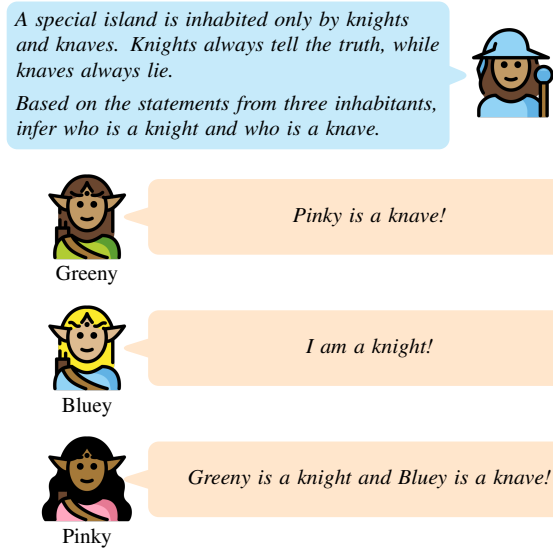 A special island is inhabited only by knights
and knaves. Knights always tell the truth, while
knaves always lie.
Based on the statements from three inhabitants,
infer who is a knight and who is a knave.
Pinky is a knave!
Greeny
I am a knight!
Bluey
Greeny is a knight and Bluey is a knave!
Pinky